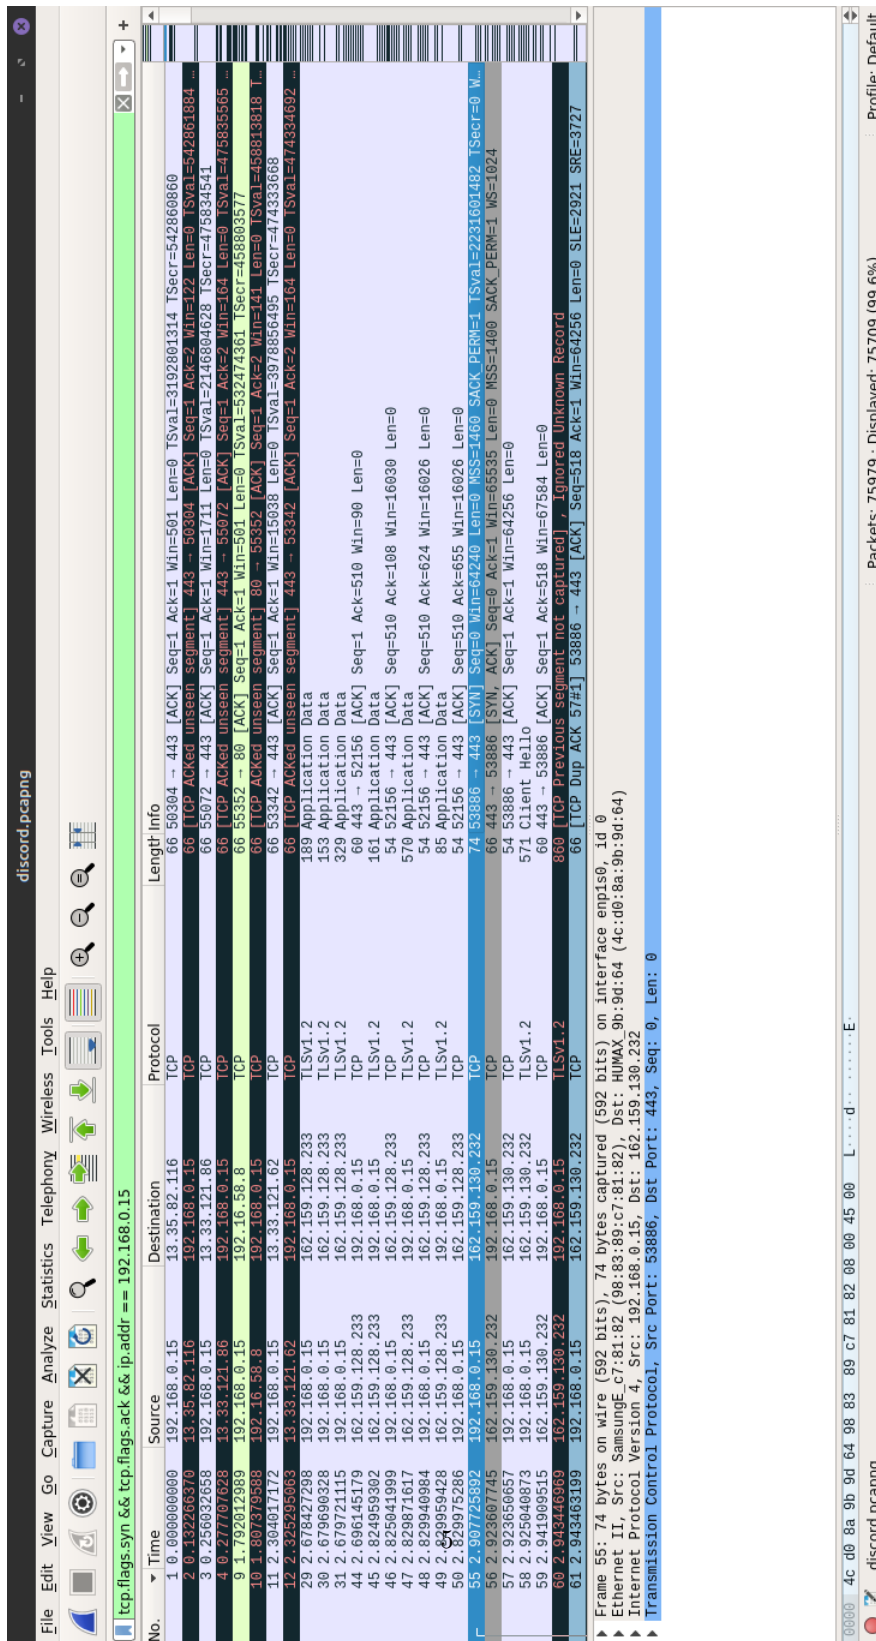 discord.pcapng
File Edit View Go Capture Analyze Statistics Telephony Wireless Tools Help
tcp.flags.syn && tcp.flags.ack && ip.addr == 192.168.0.15
No. Time Source Destination Protocol Length Info
1 0.000000000 192.168.0.15 13.35.82.116 TCP 66 50304 → 443 [ACK] Seq=1 Ack=1 Win=501 Len=0 TSval=3192801314 TSecr=542860860
2 0.132266370 13.35.82.116 192.168.0.15 TCP 66 [TCP ACKed unseen segment] 443 → 50304 [ACK] Seq=1 Ack=2 Win=122 Len=0 TSval=542861884 …
3 0.256032658 192.168.0.15 13.33.121.86 TCP 66 55072 → 443 [ACK] Seq=1 Ack=1 Win=1711 Len=0 TSval=2146804628 TSecr=475834541
4 0.277707628 13.33.121.86 192.168.0.15 TCP 66 [TCP ACKed unseen segment] 443 → 55072 [ACK] Seq=1 Ack=2 Win=164 Len=0 TSval=475835565 …
9 1.792012989 192.168.0.15 192.16.58.8 TCP 66 55352 → 80 [ACK] Seq=1 Ack=1 Win=501 Len=0 TSval=532474361 TSecr=458803577
10 1.807379588 192.16.58.8 192.168.0.15 TCP 66 [TCP ACKed unseen segment] 80 → 55352 [ACK] Seq=1 Ack=2 Win=141 Len=0 TSval=458813818 T…
11 2.304017172 192.168.0.15 13.33.121.62 TCP 66 53342 → 443 [ACK] Seq=1 Ack=1 Win=15038 Len=0 TSval=3978856495 TSecr=474333668
12 2.325295063 13.33.121.62 192.168.0.15 TCP 66 [TCP ACKed unseen segment] 443 → 53342 [ACK] Seq=1 Ack=2 Win=164 Len=0 TSval=474334692 …
29 2.678427298 192.168.0.15 162.159.128.233 TLSv1.2 189 Application Data
30 2.679690328 192.168.0.15 162.159.128.233 TLSv1.2 153 Application Data
31 2.679721115 192.168.0.15 162.159.128.233 TLSv1.2 329 Application Data
44 2.696145179 162.159.128.233 192.168.0.15 TCP 60 443 → 52156 [ACK] Seq=1 Ack=510 Win=90 Len=0
45 2.824959302 162.159.128.233 192.168.0.15 TLSv1.2 161 Application Data
46 2.825041999 192.168.0.15 162.159.128.233 TCP 54 52156 → 443 [ACK] Seq=510 Ack=108 Win=16030 Len=0
47 2.829871617 162.159.128.233 192.168.0.15 TLSv1.2 570 Application Data
48 2.829940984 192.168.0.15 162.159.128.233 TCP 54 52156 → 443 [ACK] Seq=510 Ack=624 Win=16026 Len=0
49 2.829959428 162.159.128.233 192.168.0.15 TLSv1.2 85 Application Data
50 2.829975286 192.168.0.15 162.159.128.233 TCP 54 52156 → 443 [ACK] Seq=510 Ack=655 Win=16026 Len=0
55 2.907725892 192.168.0.15 162.159.130.232 TCP 74 53886 → 443 [SYN] Seq=0 Win=64240 Len=0 MSS=1460 SACK_PERM=1 TSval=2231601482 TSecr=0 W…
56 2.923607745 162.159.130.232 192.168.0.15 TCP 66 443 → 53886 [SYN, ACK] Seq=0 Ack=1 Win=65535 Len=0 MSS=1400 SACK_PERM=1 WS=1024
57 2.923650657 192.168.0.15 162.159.130.232 TCP 54 53886 → 443 [ACK] Seq=1 Ack=1 Win=64256 Len=0
58 2.925040873 192.168.0.15 162.159.130.232 TLSv1.2 571 Client Hello
59 2.941909515 162.159.130.232 192.168.0.15 TCP 60 443 → 53886 [ACK] Seq=1 Ack=518 Win=67584 Len=0
60 2.943446969 162.159.130.232 192.168.0.15 TLSv1.2 860 [TCP Previous segment not captured] , Ignored Unknown Record
61 2.943463199 192.168.0.15 162.159.130.232 TCP 66 [TCP Dup ACK 57#1] 53886 → 443 [ACK] Seq=518 Ack=1 Win=64256 Len=0 SLE=2921 SRE=3727
Frame 55: 74 bytes on wire (592 bits), 74 bytes captured (592 bits) on interface enp1s0, id 0
Ethernet II, Src: SamsungE_c7:81:82 (98:83:89:c7:81:82), Dst: HUMAX_9b:9d:64 (4c:d0:8a:9b:9d:64)
Internet Protocol Version 4, Src: 192.168.0.15, Dst: 162.159.130.232
Transmission Control Protocol, Src Port: 53886, Dst Port: 443, Seq: 0, Len: 0
0000 4c d0 8a 9b 9d 64 98 83 89 c7 81 82 08 00 45 00 L····d·· ······E·
discord.pcapng Packets: 75979 · Displayed: 75709 (99.6%) Profile: Default